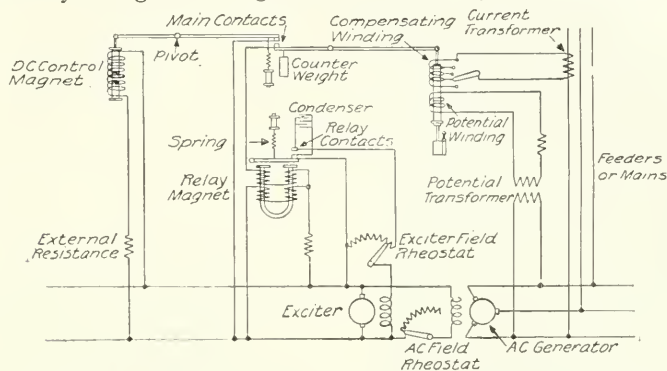 Main Contacts
Compensating
Winding
Current
Transformer
Pivot
DC Control
Magnet
Counter
Weight
Condenser
Relay
Contacts
Potential
Winding
Spring
Relay
Magnet
Potential
Transformer
Feeders
or Mains
External
Resistance
Exciter Field
Rheostat
Exciter
AC Field
Rheostat
AC Generator